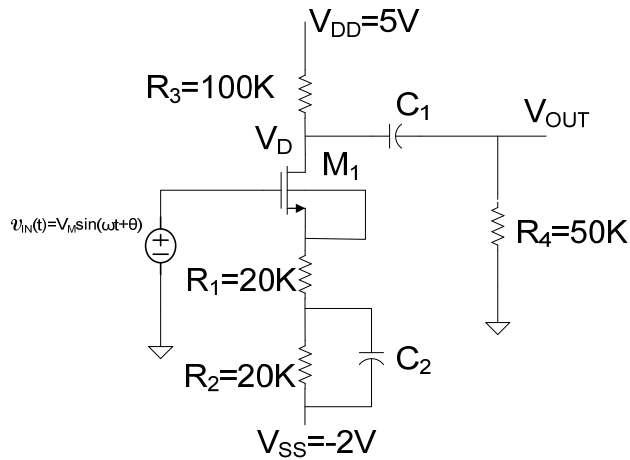 V_DD=5V
R_3=100K
C_1
V_OUT
V_D
M_1
v_IN(t)=V_M sin(ωt+θ)
+
−
R_4=50K
R_1=20K
R_2=20K
C_2
V_SS=-2V